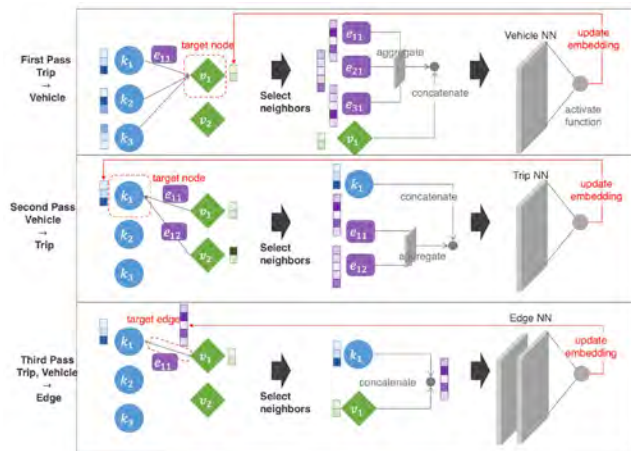 First Pass
Trip
→
Vehicle
k₁
e₁₁
target node
v₁
k₂
k₃
v₂
Select
neighbors
e₁₁
e₂₁
e₃₁
v₁
aggregate
concatenate
Vehicle NN
update
embedding
activate
function
Second Pass
Vehicle
→
Trip
k₁
target node
e₁₁
v₁
k₂
e₁₂
v₂
k₃
Select
neighbors
k₁
concatenate
e₁₁
e₁₂
aggregate
Trip NN
update
embedding
Third Pass
Trip, Vehicle
→
Edge
target edge
k₁
e₁₁
v₁
k₂
v₂
k₃
Select
neighbors
k₁
concatenate
v₁
Edge NN
update
embedding